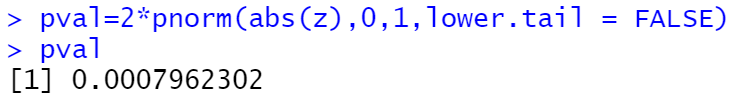 > pval=2*pnorm(abs(z),0,1,lower.tail = FALSE)
> pval
[1] 0.0007962302